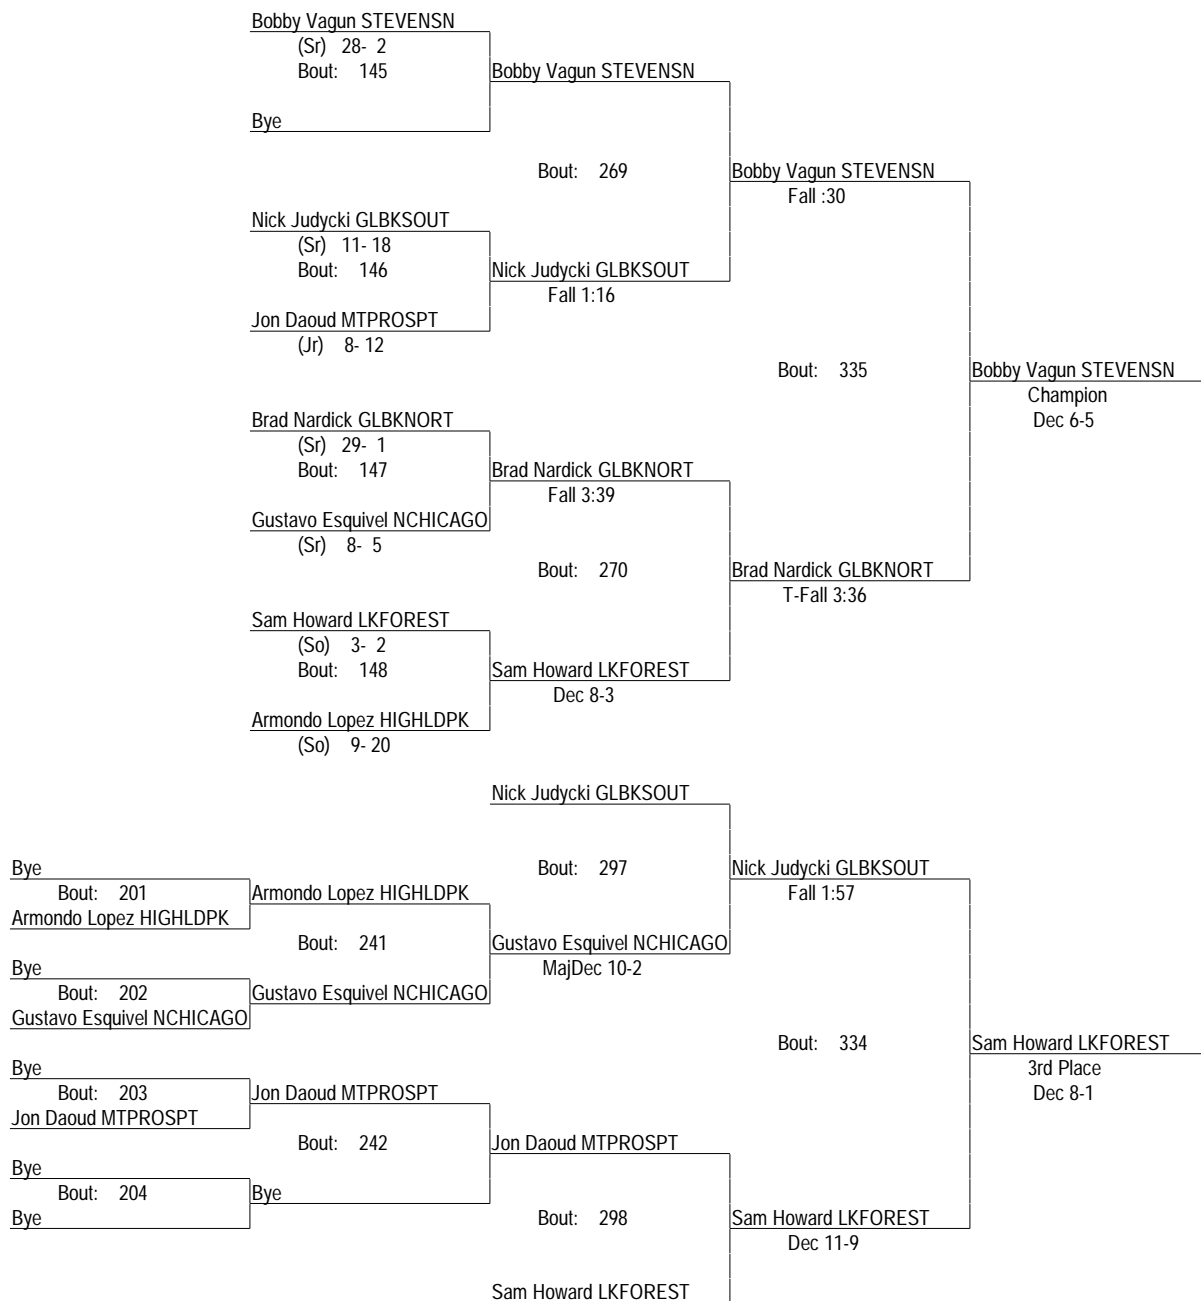 Bobby Vagun STEVENSN
(Sr) 28- 2
Bout: 145
Bobby Vagun STEVENSN
Bye
Bout: 269
Bobby Vagun STEVENSN
Fall :30
Nick Judycki GLBKSOUT
(Sr) 11- 18
Bout: 146
Nick Judycki GLBKSOUT
Fall 1:16
Jon Daoud MTPROSPT
(Jr) 8- 12
Bout: 335
Bobby Vagun STEVENSN
Champion
Dec 6-5
Brad Nardick GLBKNORT
(Sr) 29- 1
Bout: 147
Brad Nardick GLBKNORT
Fall 3:39
Gustavo Esquivel NCHICAGO
(Sr) 8- 5
Bout: 270
Brad Nardick GLBKNORT
T-Fall 3:36
Sam Howard LKFOREST
(So) 3- 2
Bout: 148
Sam Howard LKFOREST
Dec 8-3
Armondo Lopez HIGHLDPK
(So) 9- 20
Nick Judycki GLBKSOUT
Bye
Bout: 201
Armondo Lopez HIGHLDPK
Armondo Lopez HIGHLDPK
Bout: 297
Nick Judycki GLBKSOUT
Fall 1:57
Bout: 241
Gustavo Esquivel NCHICAGO
MajDec 10-2
Bye
Bout: 202
Gustavo Esquivel NCHICAGO
Gustavo Esquivel NCHICAGO
Bout: 334
Sam Howard LKFOREST
3rd Place
Dec 8-1
Bye
Bout: 203
Jon Daoud MTPROSPT
Jon Daoud MTPROSPT
Bout: 242
Jon Daoud MTPROSPT
Bye
Bout: 204
Bye
Bye
Bout: 298
Sam Howard LKFOREST
Dec 11-9
Sam Howard LKFOREST